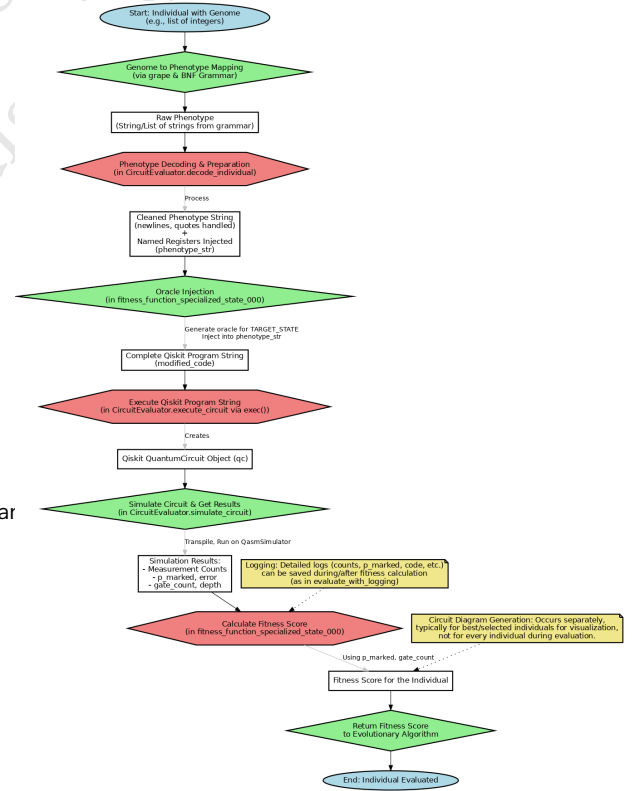 Start: Individual with Genome
(e.g., list of integers)
Genome to Phenotype Mapping
(via grape & BNF Grammar)
Raw Phenotype
(String/List of strings from grammar)
Phenotype Decoding & Preparation
(in CircuitEvaluator.decode_individual)
Process
Cleaned Phenotype String
(newlines, quotes handled)
+
Named Registers Injected
(phenotype_str)
Oracle Injection
(in fitness_function_specialized_state_000)
Generate oracle for TARGET_STATE
Inject into phenotype_str
Complete Qiskit Program String
(modified_code)
Execute Qiskit Program String
(in CircuitEvaluator.execute_circuit via exec())
Creates
Qiskit QuantumCircuit Object (qc)
ar
Simulate Circuit & Get Results
(in CircuitEvaluator.simulate_circuit)
Transpile, Run on QasmSimulator
Simulation Results:
- Measurement Counts
- p_marked, error
- gate_count, depth
Logging: Detailed logs (counts, p_marked, code, etc.)
can be saved during/after fitness calculation
(as in evaluate_with_logging)
Calculate Fitness Score
(in fitness_function_specialized_state_000)
Circuit Diagram Generation: Occurs separately,
typically for best/selected individuals for visualization,
not for every individual during evaluation.
Using p_marked, gate_count
Fitness Score for the Individual
Return Fitness Score
to Evolutionary Algorithm
End: Individual Evaluated